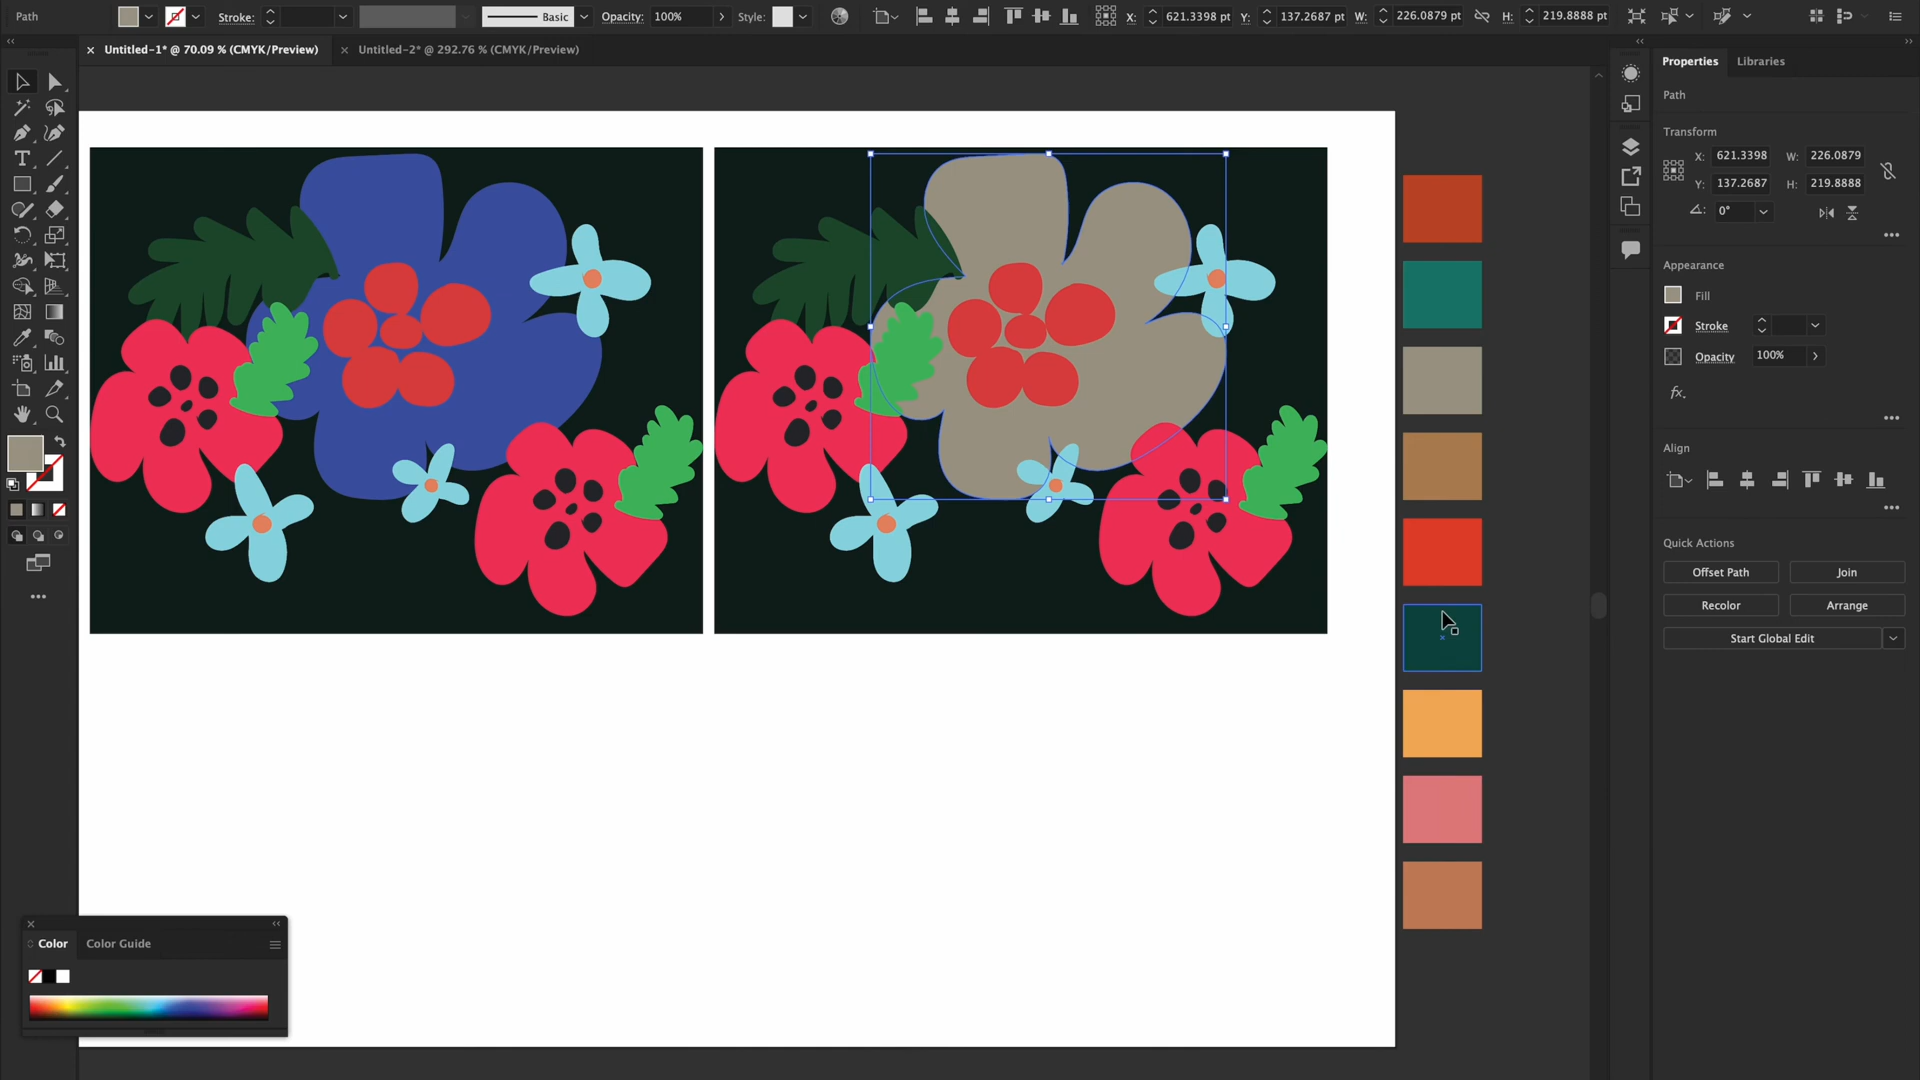 Path Stroke: Basic Opacity: 100% Style: X: 621.3398 pt Y: 137.2687 pt W: 226.0879 pt H: 219.8888 pt
Untitled-1* @ 70.09 % (CMYK/Preview) Untitled-2* @ 292.76 % (CMYK/Preview)
Properties Libraries
Path
Transform
X: 621.3398 W: 226.0879
Y: 137.2687 H: 219.8888
0°
Appearance
Fill
Stroke
Opacity 100%
fx.
Align
Quick Actions
Offset Path Join
Recolor Arrange
Start Global Edit
Color Color Guide